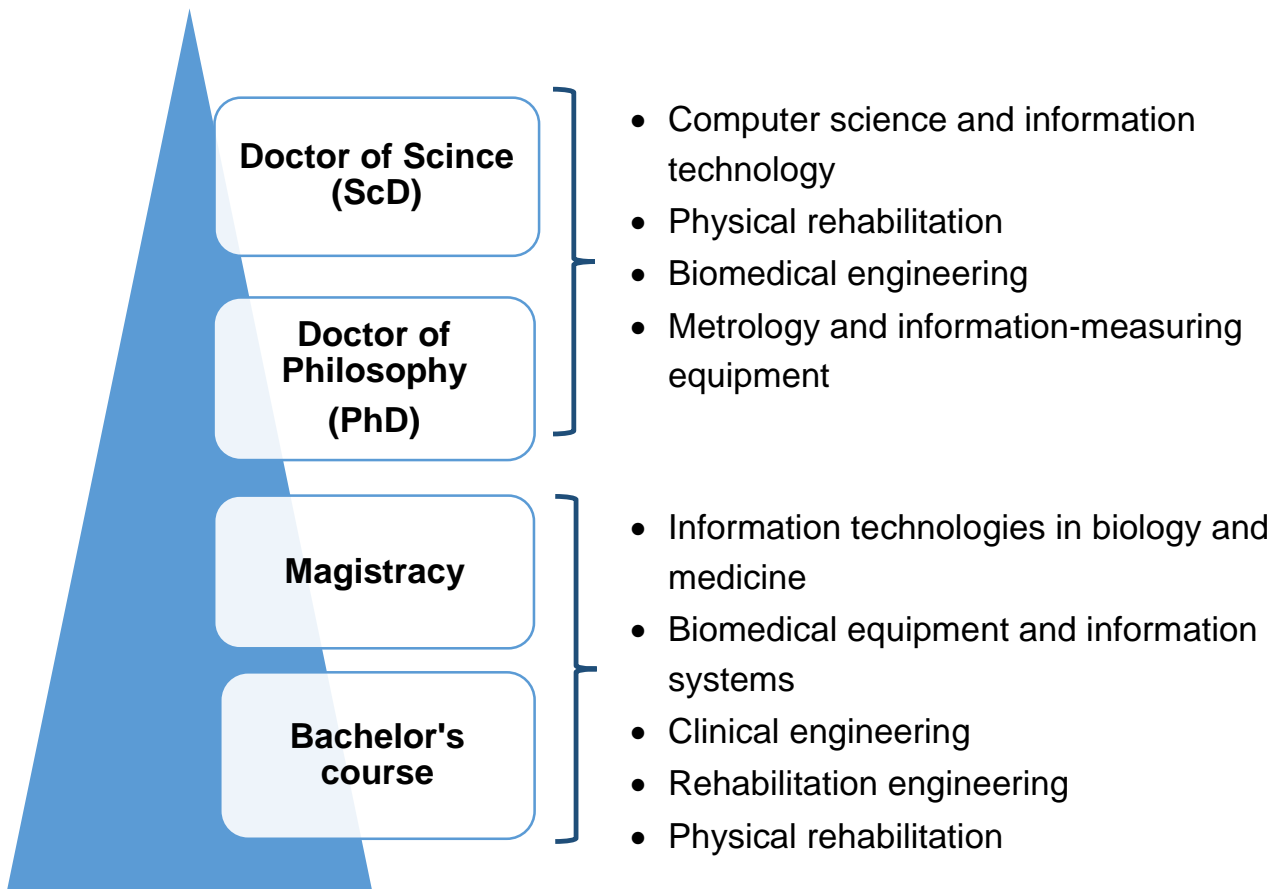 Doctor of Scince
(ScD)
Doctor of
Philosophy
(PhD)
• Computer science and information
technology
• Physical rehabilitation
• Biomedical engineering
• Metrology and information-measuring
equipment
Magistracy
Bachelor's
course
• Information technologies in biology and
medicine
• Biomedical equipment and information
systems
• Clinical engineering
• Rehabilitation engineering
• Physical rehabilitation